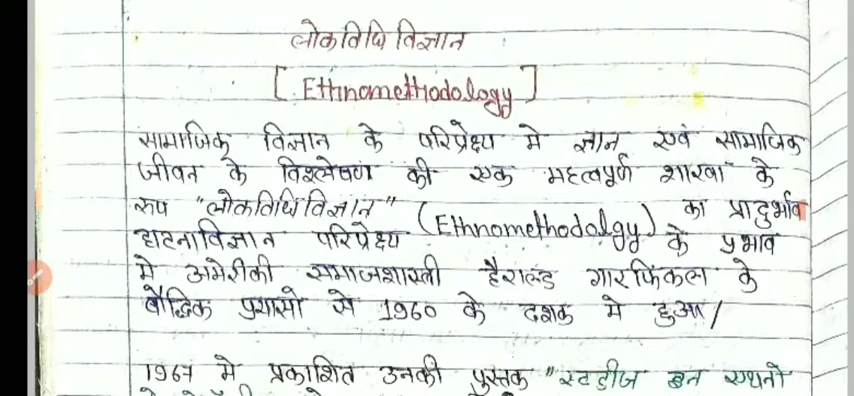 लोकविधि विज्ञान
[Ethnomethodology]
सामाजिक विज्ञान के परिप्रेक्ष्य मे ज्ञान एवं सामाजिक
जीवन के विश्लेषण की एक महत्वपूर्ण शाखा के
रूप "लोकविधिविज्ञान" (Ethnomethodolgy) का प्रादुर्भाव
घटनाविज्ञान परिप्रेक्ष्य के प्रभाव
मे अमेरीकी समाजशास्त्री हैराल्ड गारफिंकल के
बौद्धिक प्रयासो से 1960 के दशक मे हुआ।
1967 मे प्रकाशित उनकी पुस्तक "स्टडीज इन एथनो